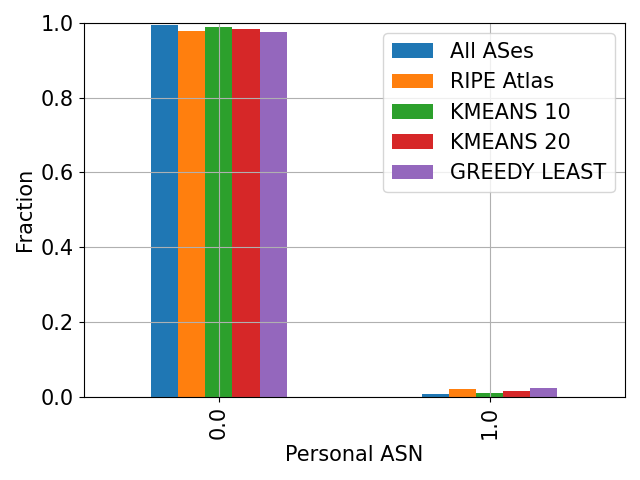 1.0
0.8
0.6
0.4
0.2
0.0
Fraction
All ASes
RIPE Atlas
KMEANS 10
KMEANS 20
GREEDY LEAST
0.0
1.0
Personal ASN